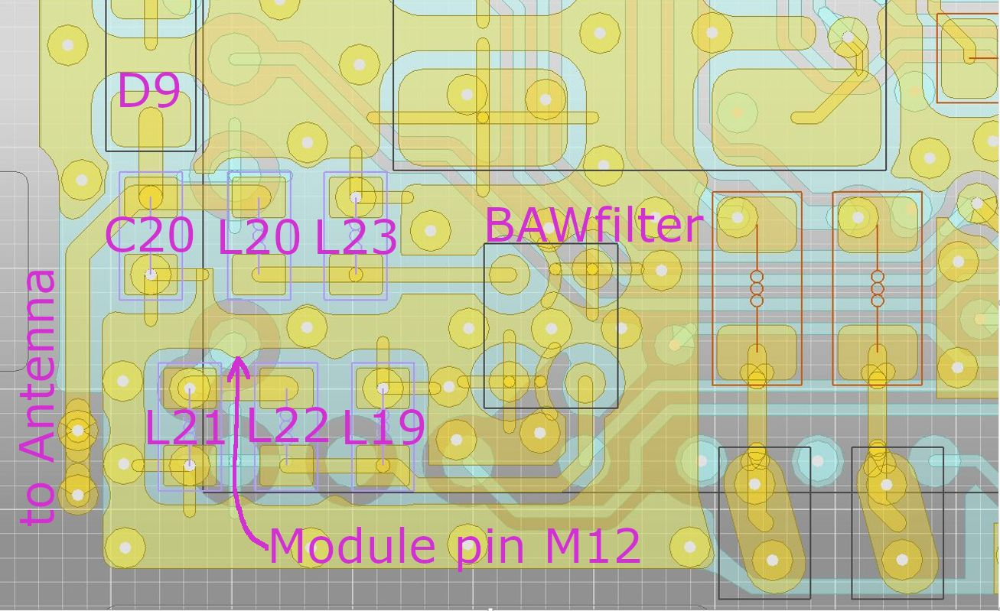 D9
C20 L20 L23
BAWfilter
to Antenna
L21 L22 L19
Module pin M12